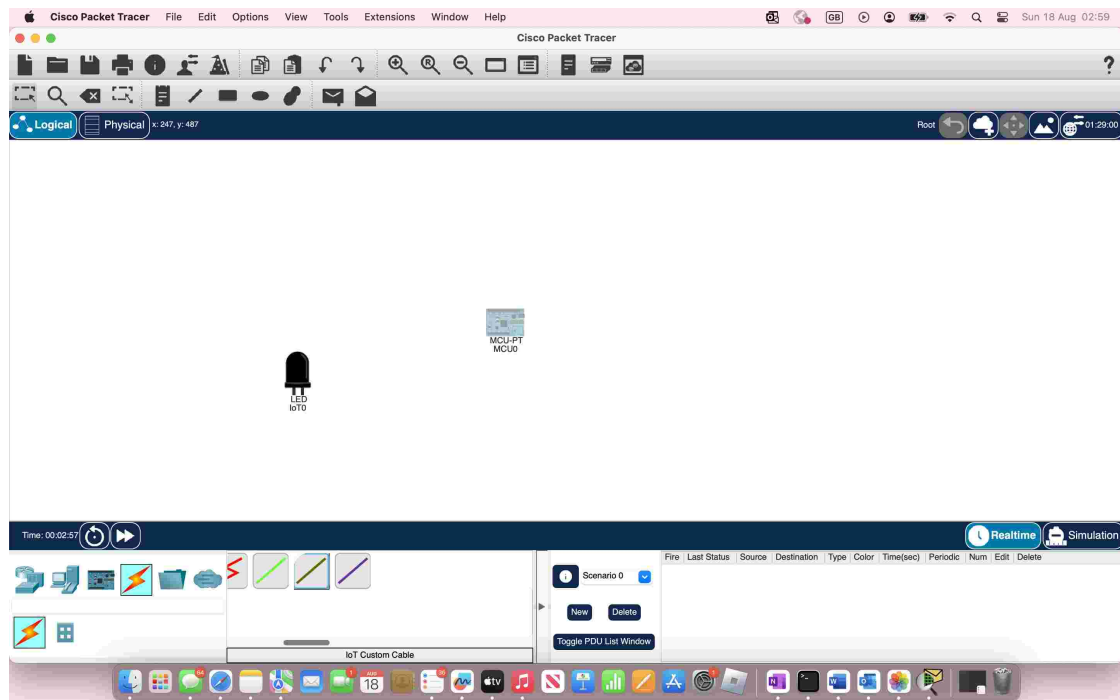 Cisco Packet Tracer File Edit Options View Tools Extensions Window Help GB Sun 18 Aug 02:59
Cisco Packet Tracer
Logical Physical x: 247, y: 487 Root 01:29:00
MCU-PT
MCU0
LED
IoT0
Time: 00:02:57 Realtime Simulation
Fire Last Status Source Destination Type Color Time(sec) Periodic Num Edit Delete
Scenario 0
New Delete
Toggle PDU List Window
IoT Custom Cable
AUG
18
tv